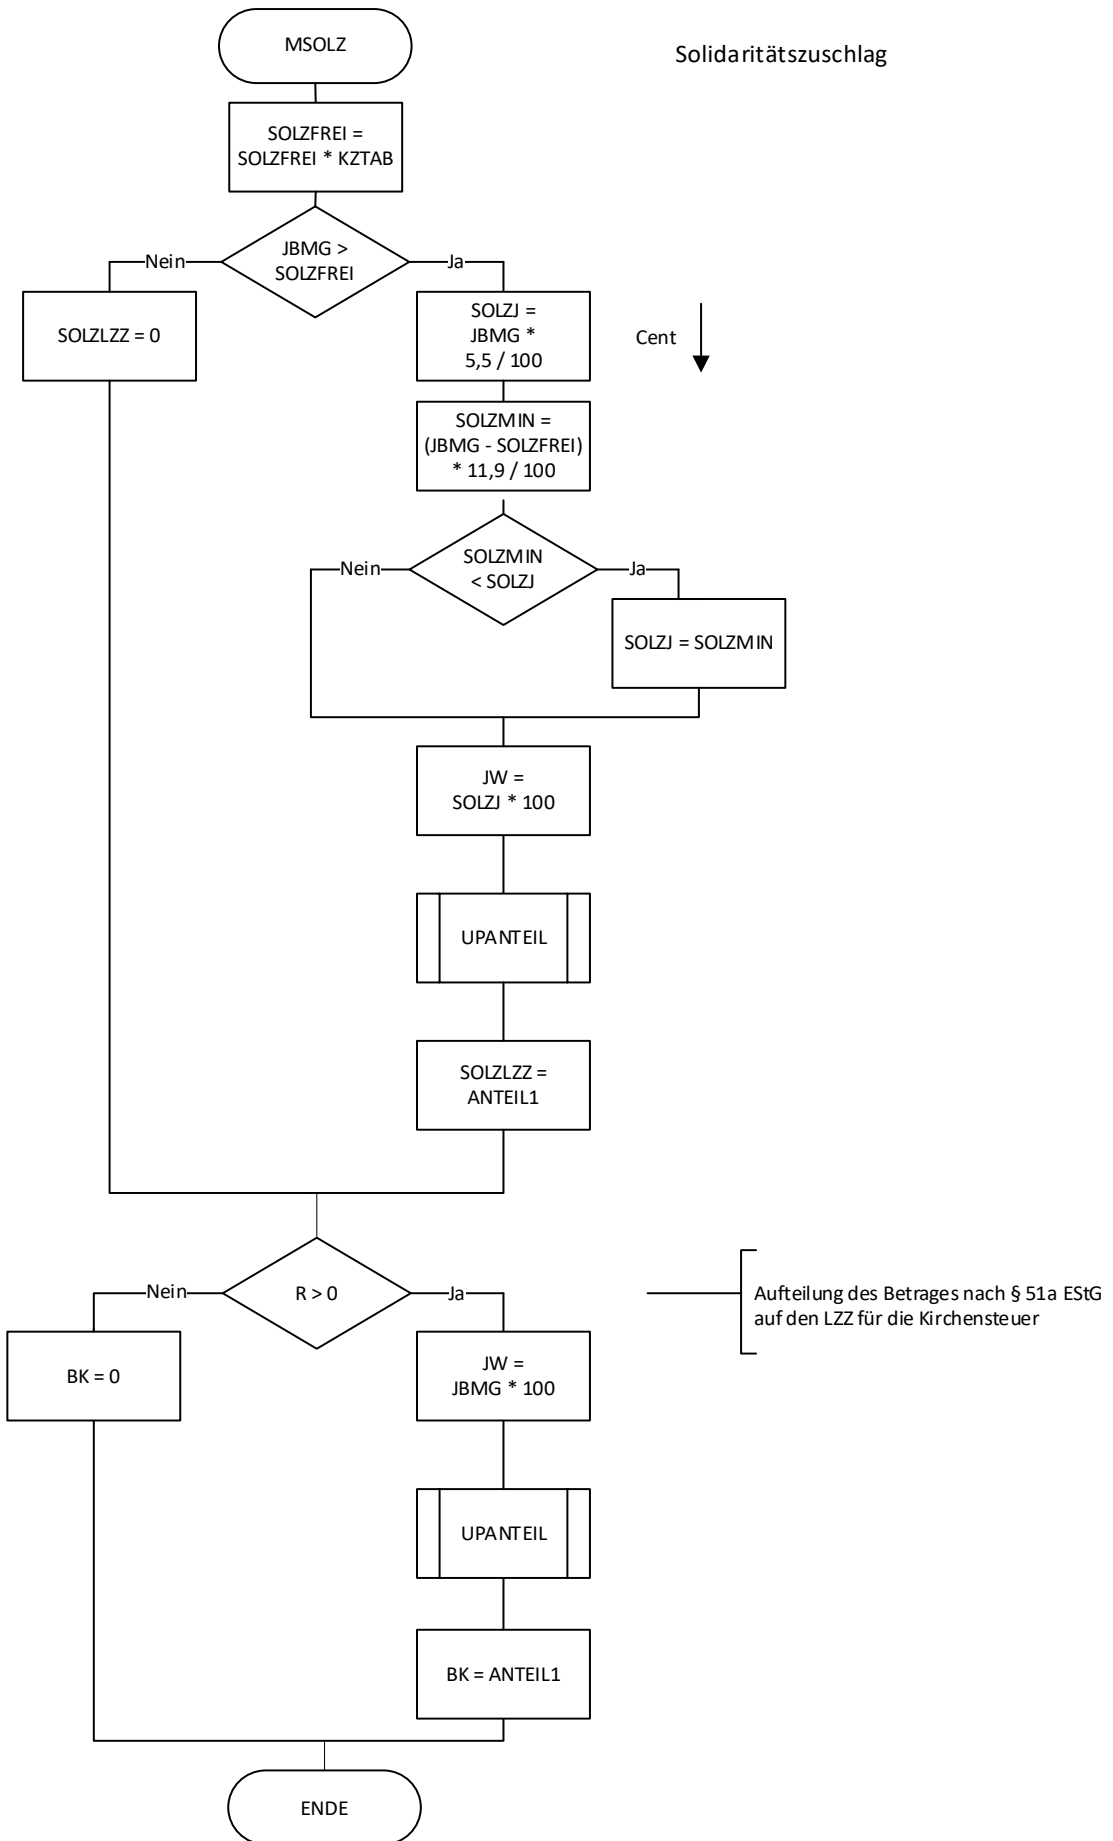 MSOLZ
Solidaritätszuschlag
SOLZFREI =
SOLZFREI * KZTAB
JBMG >
SOLZFREI
Nein
Ja
SOLZLZZ = 0
SOLZJ =
JBMG *
5,5 / 100
Cent
SOLZMIN =
(JBMG - SOLZFREI)
* 11,9 / 100
SOLZMIN
< SOLZJ
Nein
Ja
SOLZJ = SOLZMIN
JW =
SOLZJ * 100
UPANTEIL
SOLZLZZ =
ANTEIL1
R > 0
Nein
Ja
Aufteilung des Betrages nach § 51a EStG
auf den LZZ für die Kirchensteuer
BK = 0
JW =
JBMG * 100
UPANTEIL
BK = ANTEIL1
ENDE